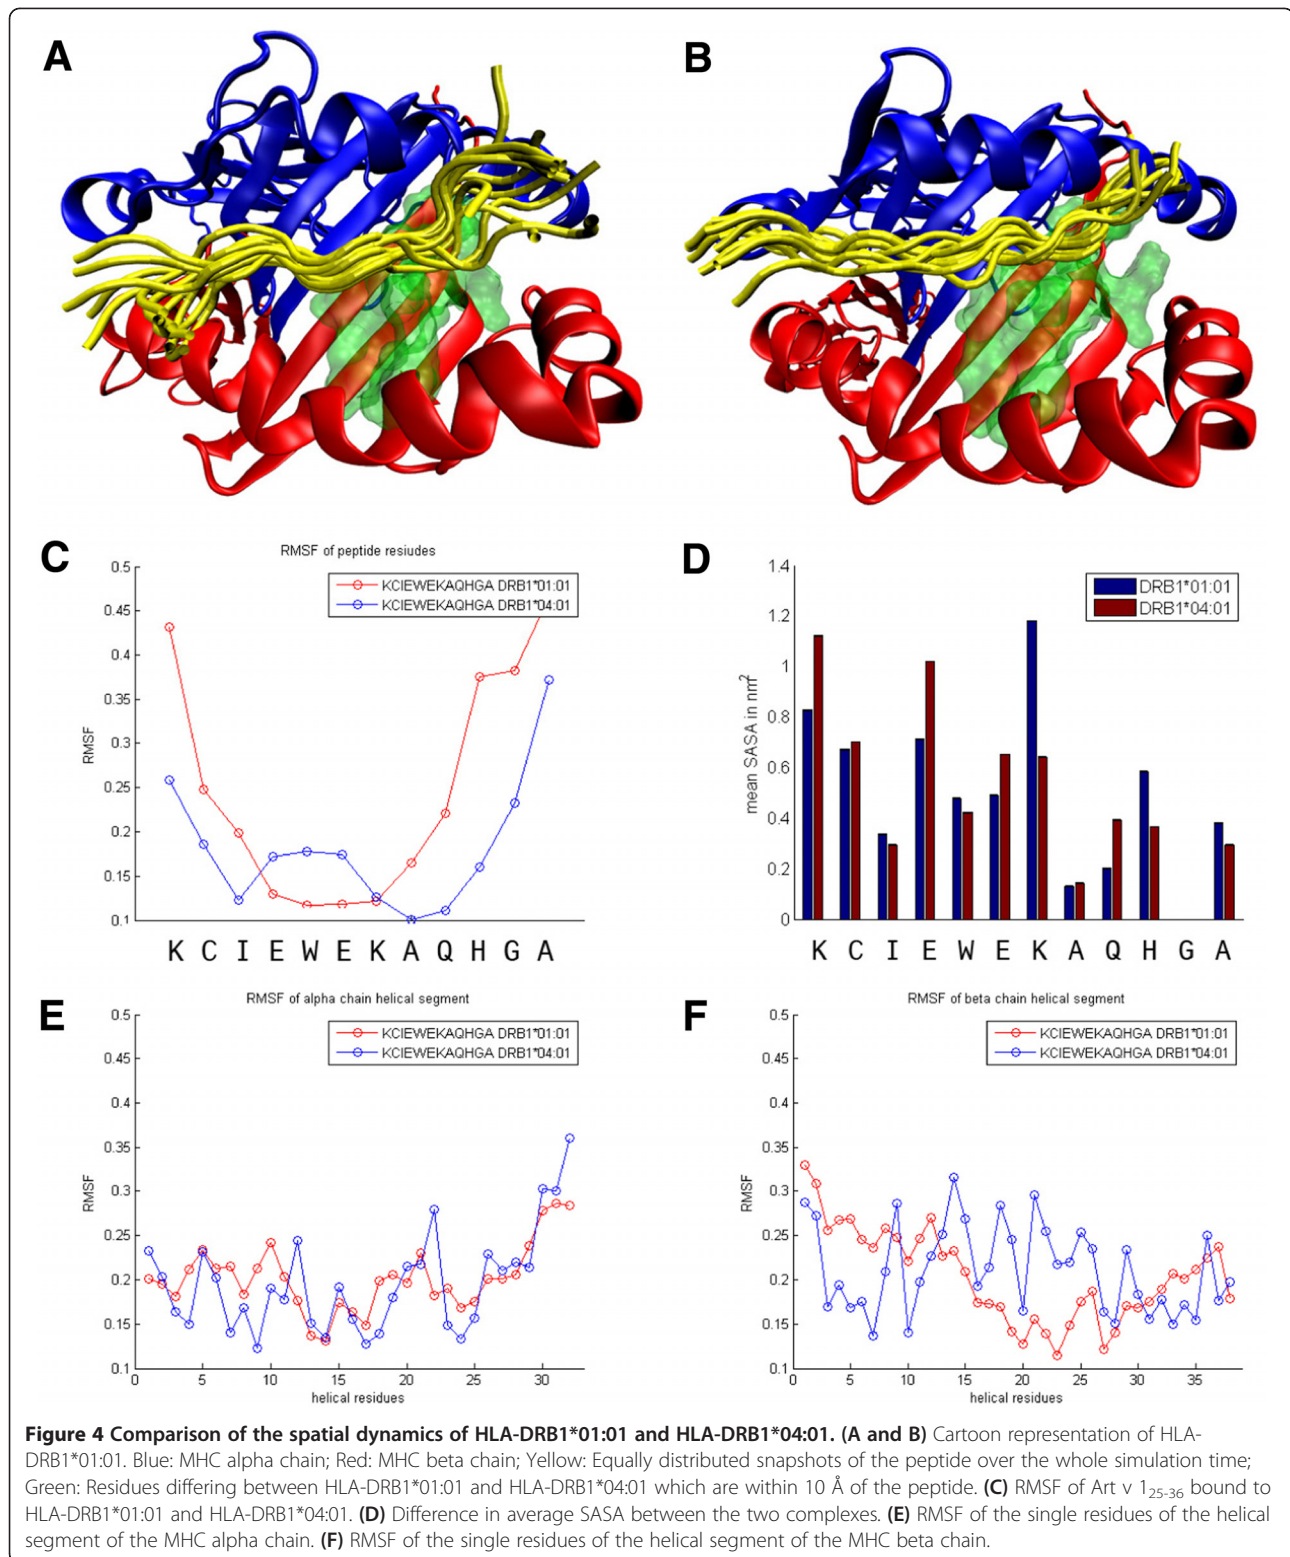 A
B
C
RMSF of peptide resiudes
0.5
0.45
0.4
0.35
0.3
0.25
0.2
0.15
0.1
RMSF
KCIEWEKAQHGA DRB1*01:01
KCIEWEKAQHGA DRB1*04:01
K C I E W E K A Q H G A
D
1.4
1.2
1
0.8
0.6
0.4
0.2
0
mean SASA in nm²
DRB1*01:01
DRB1*04:01
K C I E W E K A Q H G A
E
RMSF of alpha chain helical segment
0.5
0.45
0.4
0.35
0.3
0.25
0.2
0.15
0.1
RMSF
KCIEWEKAQHGA DRB1*01:01
KCIEWEKAQHGA DRB1*04:01
0 5 10 15 20 25 30
helical residues
F
RMSF of beta chain helical segment
0.5
0.45
0.4
0.35
0.3
0.25
0.2
0.15
0.1
RMSF
KCIEWEKAQHGA DRB1*01:01
KCIEWEKAQHGA DRB1*04:01
0 5 10 15 20 25 30 35
helical residues
Figure 4 Comparison of the spatial dynamics of HLA-DRB1*01:01 and HLA-DRB1*04:01. (A and B) Cartoon representation of HLA-
DRB1*01:01. Blue: MHC alpha chain; Red: MHC beta chain; Yellow: Equally distributed snapshots of the peptide over the whole simulation time;
Green: Residues differing between HLA-DRB1*01:01 and HLA-DRB1*04:01 which are within 10 Å of the peptide. (C) RMSF of Art v 1₂₅₋₃₆ bound to
HLA-DRB1*01:01 and HLA-DRB1*04:01. (D) Difference in average SASA between the two complexes. (E) RMSF of the single residues of the helical
segment of the MHC alpha chain. (F) RMSF of the single residues of the helical segment of the MHC beta chain.